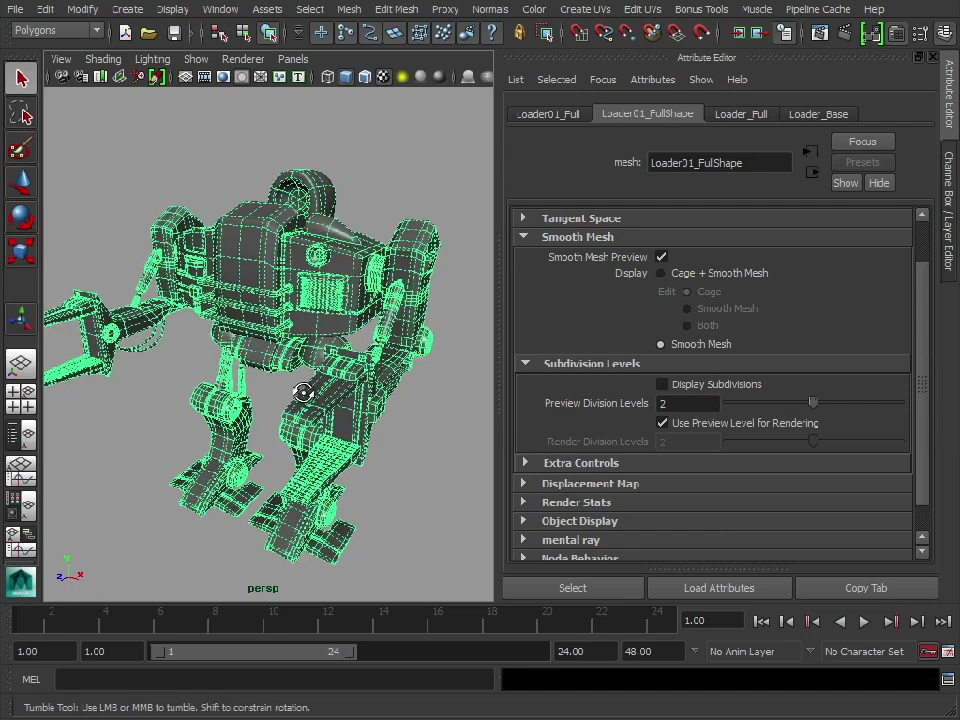 File Edit Modify Create Display Window Assets Select Mesh Edit Mesh Proxy Normals Color Create UVs Edit UVs Bonus Tools Muscle Pipeline Cache Help
Polygons
View Shading Lighting Show Renderer Panels
Attribute Editor
List Selected Focus Attributes Show Help
Loader01_Full Loader01_FullShape Loader_Full Loader_Base
Focus
mesh: Loader01_FullShape
Presets
Show Hide
Tangent Space
Smooth Mesh
Smooth Mesh Preview
Display Cage + Smooth Mesh
Edit Cage
Smooth Mesh
Both
Smooth Mesh
Subdivision Levels
Display Subdivisions
Preview Division Levels 2
Use Preview Level for Rendering
Render Division Levels 2
Extra Controls
Displacement Map
Render Stats
Object Display
mental ray
Node Behavior
Select Load Attributes Copy Tab
Attribute Editor
Channel Box / Layer Editor
y
z x
persp
2 4 6 8 10 12 14 16 18 20 22 24 1.00
1.00 1.00 1 24 24.00 48.00 No Anim Layer No Character Set
MEL
Tumble Tool: Use LMB or MMB to tumble. Shift to constrain rotation.